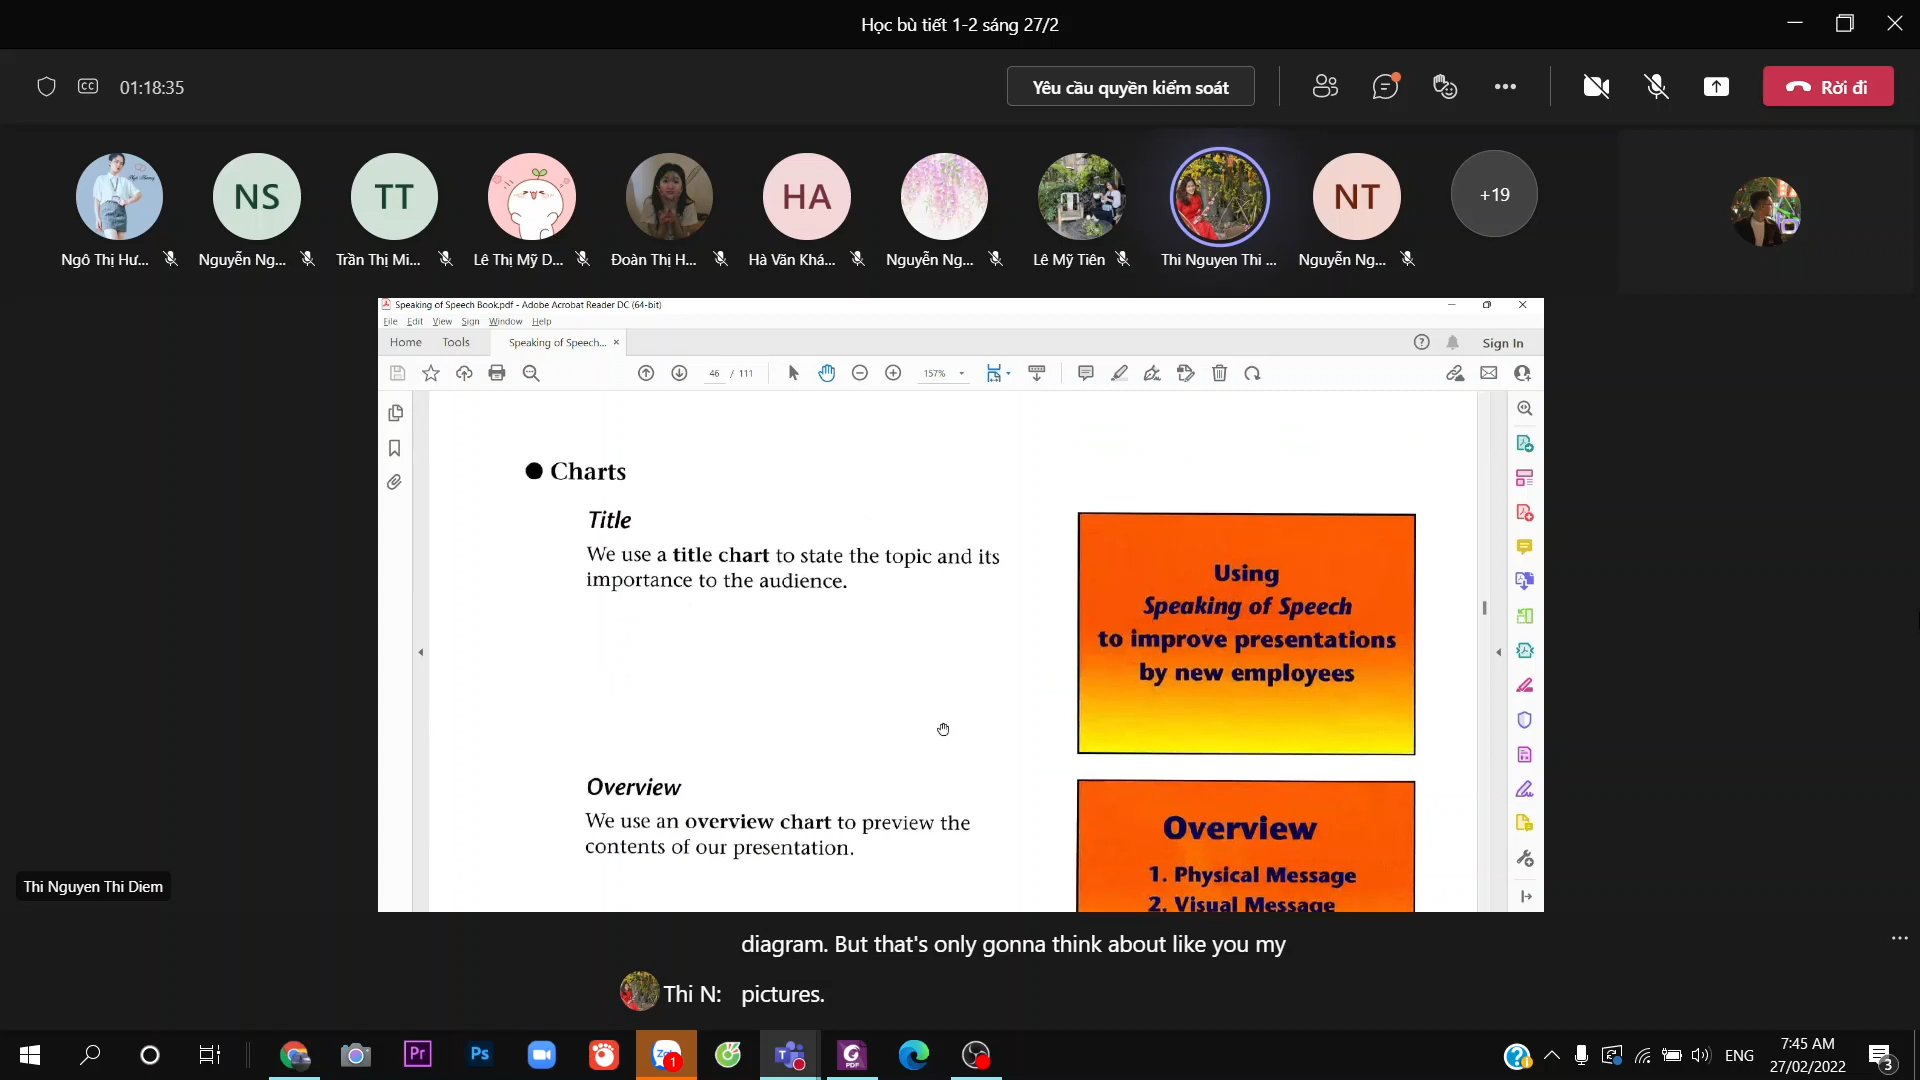 Học bù tiết 1-2 sáng 27/2
CC
01:18:35
Yêu cầu quyền kiểm soát
Rời đi
NS
TT
HA
NT
+19
Ngô Thị Hư...
Nguyễn Ng...
Trần Thị Mi...
Lê Thị Mỹ D...
Đoàn Thị H...
Hà Văn Khá...
Nguyễn Ng...
Lê Mỹ Tiên
Thi Nguyen Thi ...
Nguyễn Ng...
Speaking of Speech Book.pdf - Adobe Acrobat Reader DC (64-bit)
File Edit View Sign Window Help
Home Tools Speaking of Speech... ×
Sign In
46 / 111
157%
● Charts
Title
We use a title chart to state the topic and its
importance to the audience.
Using
Speaking of Speech
to improve presentations
by new employees
Overview
We use an overview chart to preview the
contents of our presentation.
Overview
1. Physical Message
2. Visual Message
Thi Nguyen Thi Diem
diagram. But that's only gonna think about like you my
Thi N: pictures.
Pr
Ps
1
PDF
ENG
7:45 AM
27/02/2022
3